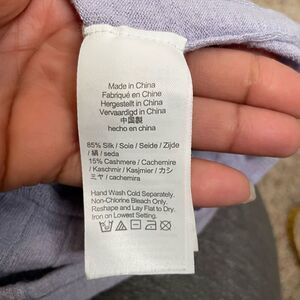 Made in China
Fabriqué en Chine
Hergestellt in China
Vervaardigd in China
中国製
hecho en china
85% Silk / Soie / Seide / Zijde
/ 絹 / seda
15% Cashmere / Cachemire
/ Kaschmir / Kasjmier / カシ
ミヤ / cachemira
Hand Wash Cold Separately.
Non-Chlorine Bleach Only.
Reshape and Lay Flat to Dry.
Iron on Lowest Setting.